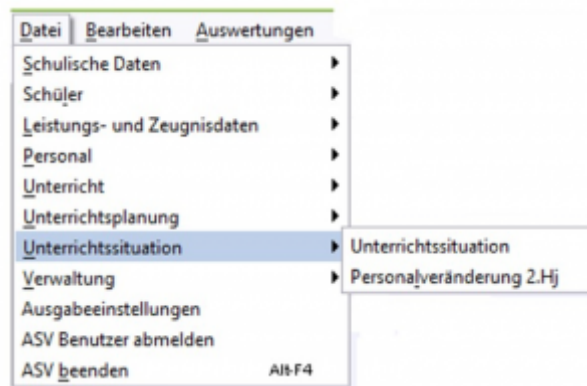 Datei Bearbeiten Auswertungen
Schulische Daten
Schüler
Leistungs- und Zeugnisdaten
Personal
Unterricht
Unterrichtsplanung
Unterrichtssituation
Unterrichtssituation
Verwaltung
Personalveränderung 2.Hj
Ausgabeeinstellungen
ASV Benutzer abmelden
ASV beenden Alt-F4